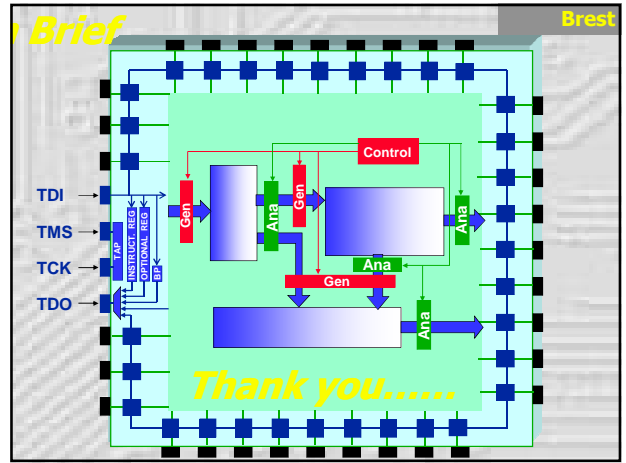 Brief
Brest
Control
Gen
Ana
Gen
Ana
TDI
TMS
TCK
TDO
TAP
INSTRUCT. REG
OPTIONAL REG
BP
Ana
Gen
Ana
Thank you......